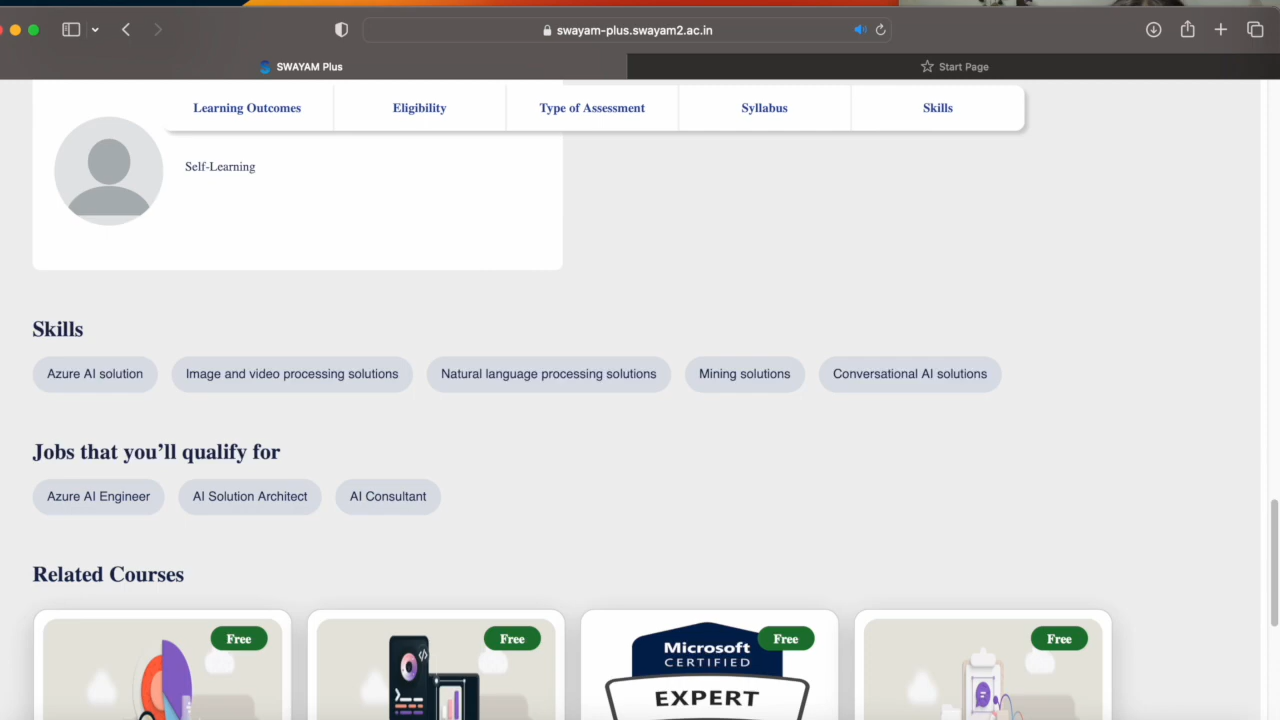 swayam-plus.swayam2.ac.in
SWAYAM Plus
Start Page
Learning Outcomes
Eligibility
Type of Assessment
Syllabus
Skills
Self-Learning
Skills
Azure AI solution
Image and video processing solutions
Natural language processing solutions
Mining solutions
Conversational AI solutions
Jobs that you’ll qualify for
Azure AI Engineer
AI Solution Architect
AI Consultant
Related Courses
Free
Free
Microsoft
CERTIFIED
EXPERT
Free
Free